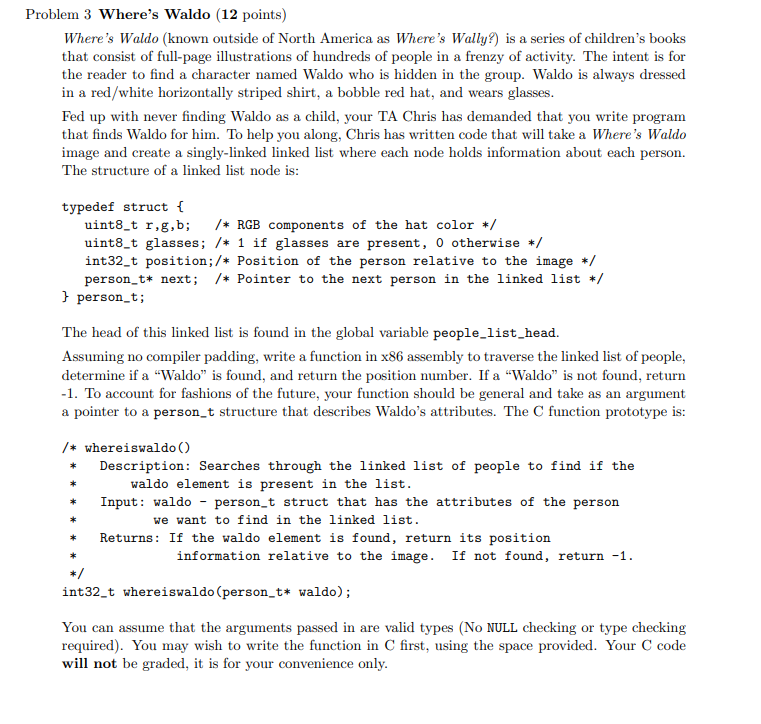 Problem 3 Where's Waldo (12 points)
Where's Waldo (known outside of North America as Where's Wally?) is a series of children's books
that consist of full-page illustrations of hundreds of people in a frenzy of activity. The intent is for
the reader to find a character named Waldo who is hidden in the group. Waldo is always dressed
in a red/white horizontally striped shirt, a bobble red hat, and wears glasses.
Fed up with never finding Waldo as a child, your TA Chris has demanded that you write program
that finds Waldo for him. To help you along, Chris has written code that will take a Where's Waldo
image and create a singly-linked linked list where each node holds information about each person.
The structure of a linked list node is:
typedef struct {
uint8_t r,g,b; /* RGB components of the hat color */
uint8_t glasses; /* 1 if glasses are present, 0 otherwise */
int32_t position;/* Position of the person relative to the image */
person_t* next; /* Pointer to the next person in the linked list */
} person_t;
The head of this linked list is found in the global variable people_list_head.
Assuming no compiler padding, write a function in x86 assembly to traverse the linked list of people,
determine if a “Waldo” is found, and return the position number. If a “Waldo” is not found, return
-1. To account for fashions of the future, your function should be general and take as an argument
a pointer to a person_t structure that describes Waldo's attributes. The C function prototype is:
/* whereiswaldo()
* Description: Searches through the linked list of people to find if the
* waldo element is present in the list.
* Input: waldo - person_t struct that has the attributes of the person
* we want to find in the linked list.
* Returns: If the waldo element is found, return its position
* information relative to the image. If not found, return -1.
*/
int32_t whereiswaldo(person_t* waldo);
You can assume that the arguments passed in are valid types (No NULL checking or type checking
required). You may wish to write the function in C first, using the space provided. Your C code
will not be graded, it is for your convenience only.